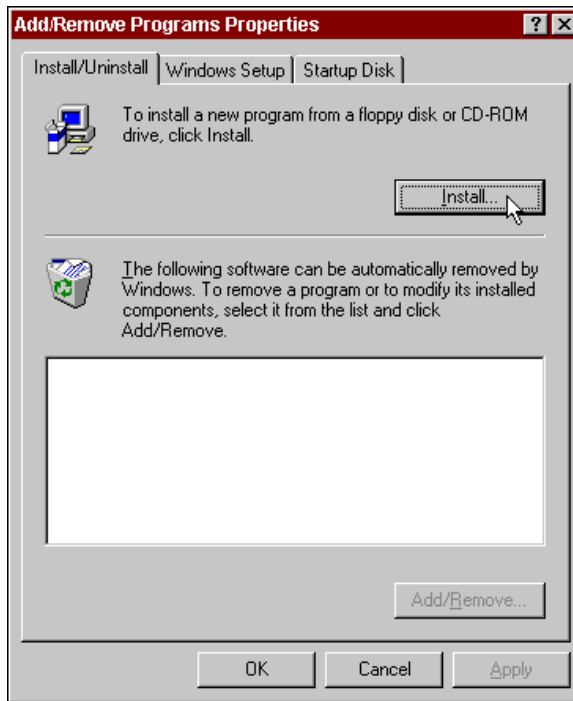 Add/Remove Programs Properties
Install/Uninstall Windows Setup Startup Disk
To install a new program from a floppy disk or CD-ROM
drive, click Install.
Install...
The following software can be automatically removed by
Windows. To remove a program or to modify its installed
components, select it from the list and click
Add/Remove.
Add/Remove...
OK Cancel Apply